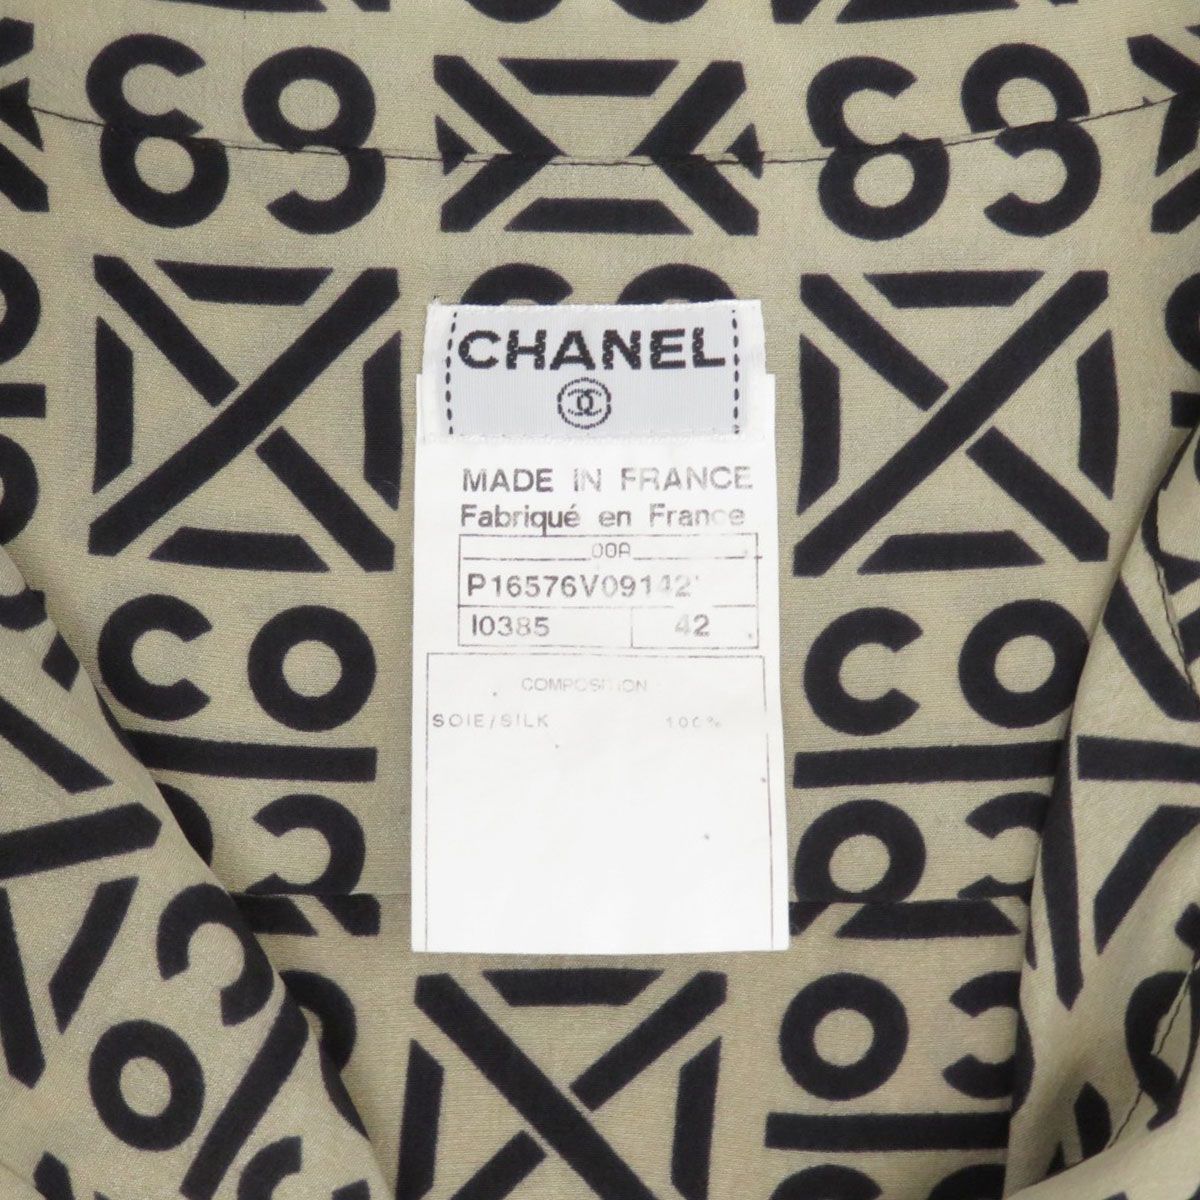 CHANEL
MADE IN FRANCE
Fabriqué en France
00A
P16576V09142
I0385 42
COMPOSITION
SOIE/SILK 100%